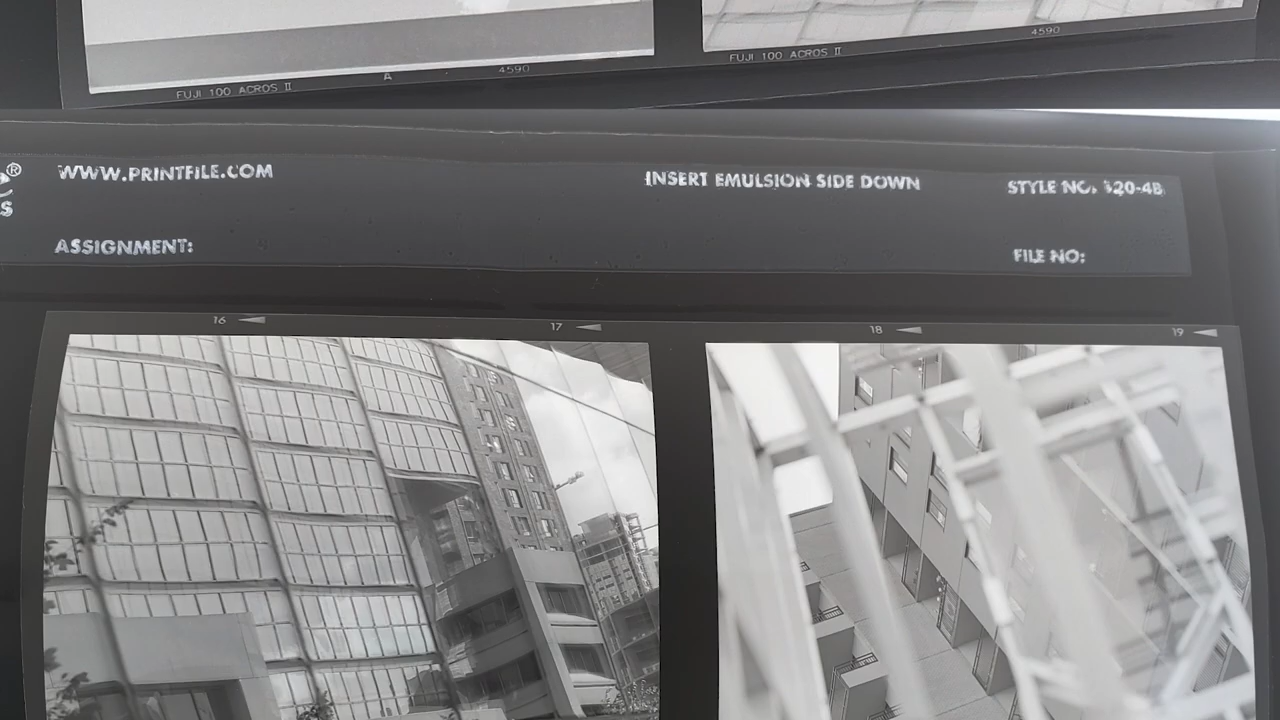 4590
FUJI 100 ACROS II
A
4590
FUJI 100 ACROS II
®
S
WWW.PRINTFILE.COM
INSERT EMULSION SIDE DOWN
STYLE NO. 120-4B
ASSIGNMENT:
FILE NO:
16
17
18
19